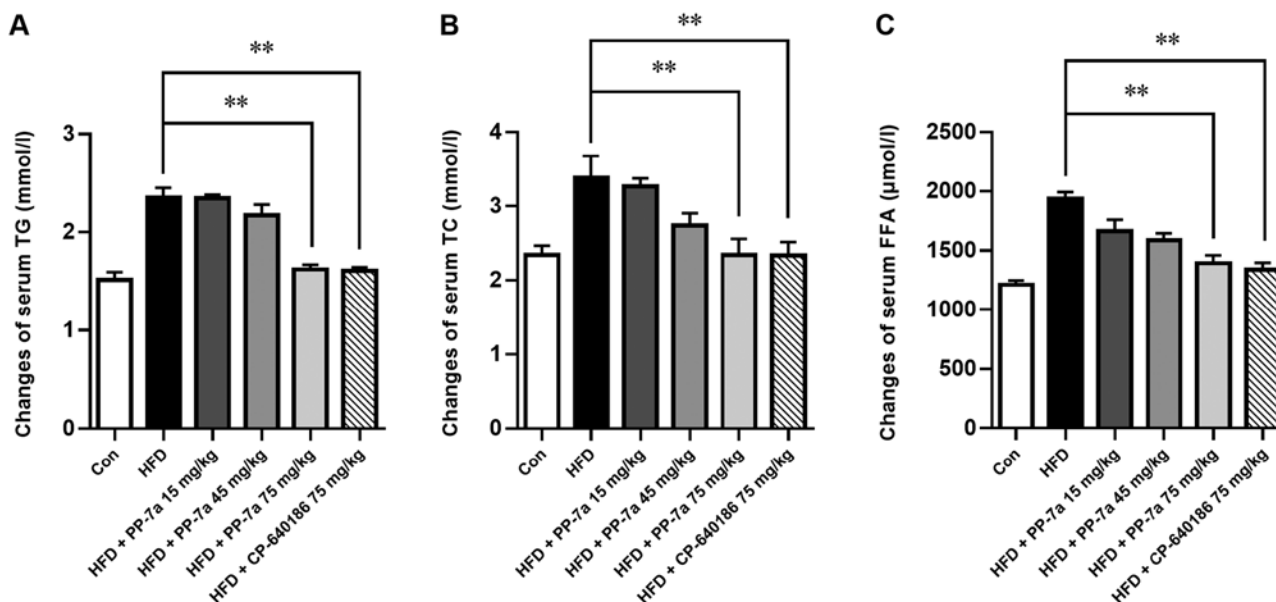 A
Changes of serum TG (mmol/l)
3
2
1
0
**
**
Con
HFD
HFD + PP-7a 15 mg/kg
HFD + PP-7a 45 mg/kg
HFD + PP-7a 75 mg/kg
HFD + CP-640186 75 mg/kg
B
Changes of serum TC (mmol/l)
4
3
2
1
0
**
**
Con
HFD
HFD + PP-7a 15 mg/kg
HFD + PP-7a 45 mg/kg
HFD + PP-7a 75 mg/kg
HFD + CP-640186 75 mg/kg
C
Changes of serum FFA (μmol/l)
2500
2000
1500
1000
500
0
**
**
Con
HFD
HFD + PP-7a 15 mg/kg
HFD + PP-7a 45 mg/kg
HFD + PP-7a 75 mg/kg
HFD + CP-640186 75 mg/kg